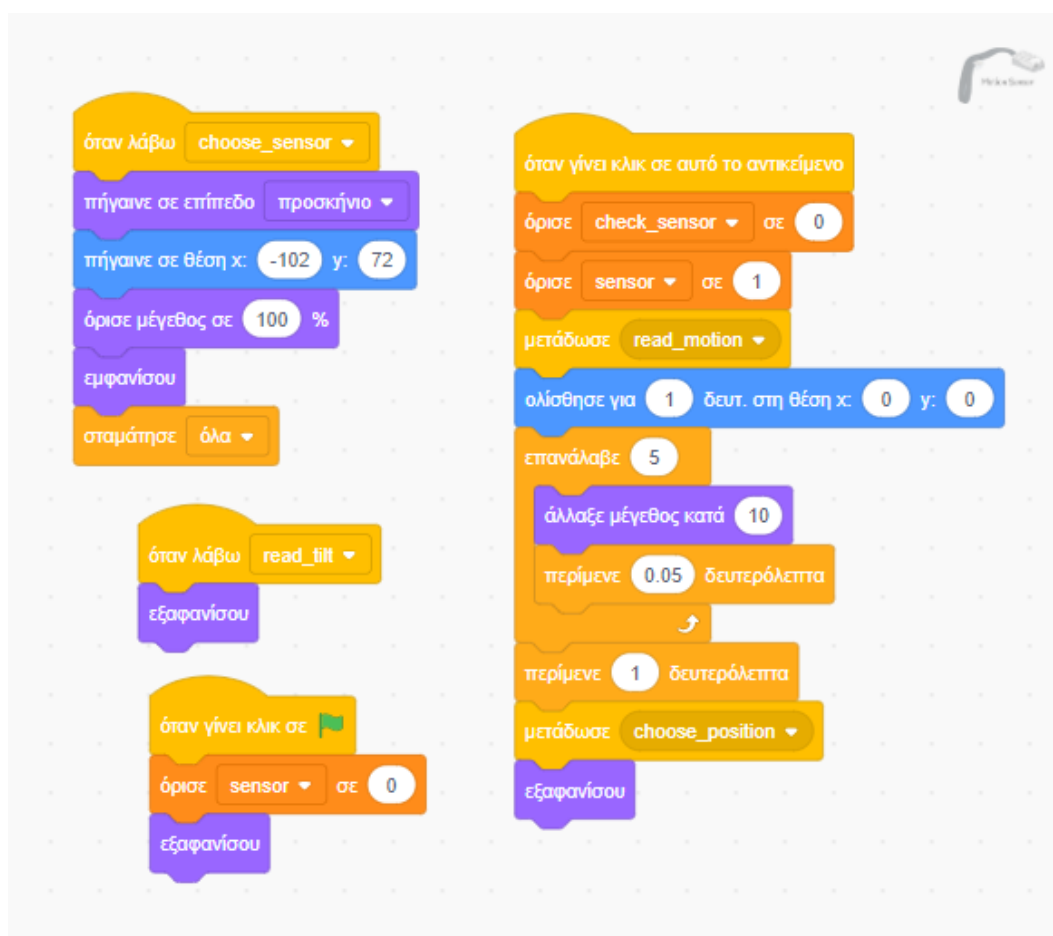 Motion Sensor
όταν λάβω choose_sensor
πήγαινε σε επίπεδο προσκήνιο
πήγαινε σε θέση x: -102 y: 72
όρισε μέγεθος σε 100 %
εμφανίσου
σταμάτησε όλα
όταν λάβω read_tilt
εξαφανίσου
όταν γίνει κλικ σε
όρισε sensor σε 0
εξαφανίσου
όταν γίνει κλικ σε αυτό το αντικείμενο
όρισε check_sensor σε 0
όρισε sensor σε 1
μετάδωσε read_motion
ολίσθησε για 1 δευτ. στη θέση x: 0 y: 0
επανάλαβε 5
άλλαξε μέγεθος κατά 10
περίμενε 0.05 δευτερόλεπτα
περίμενε 1 δευτερόλεπτα
μετάδωσε choose_position
εξαφανίσου